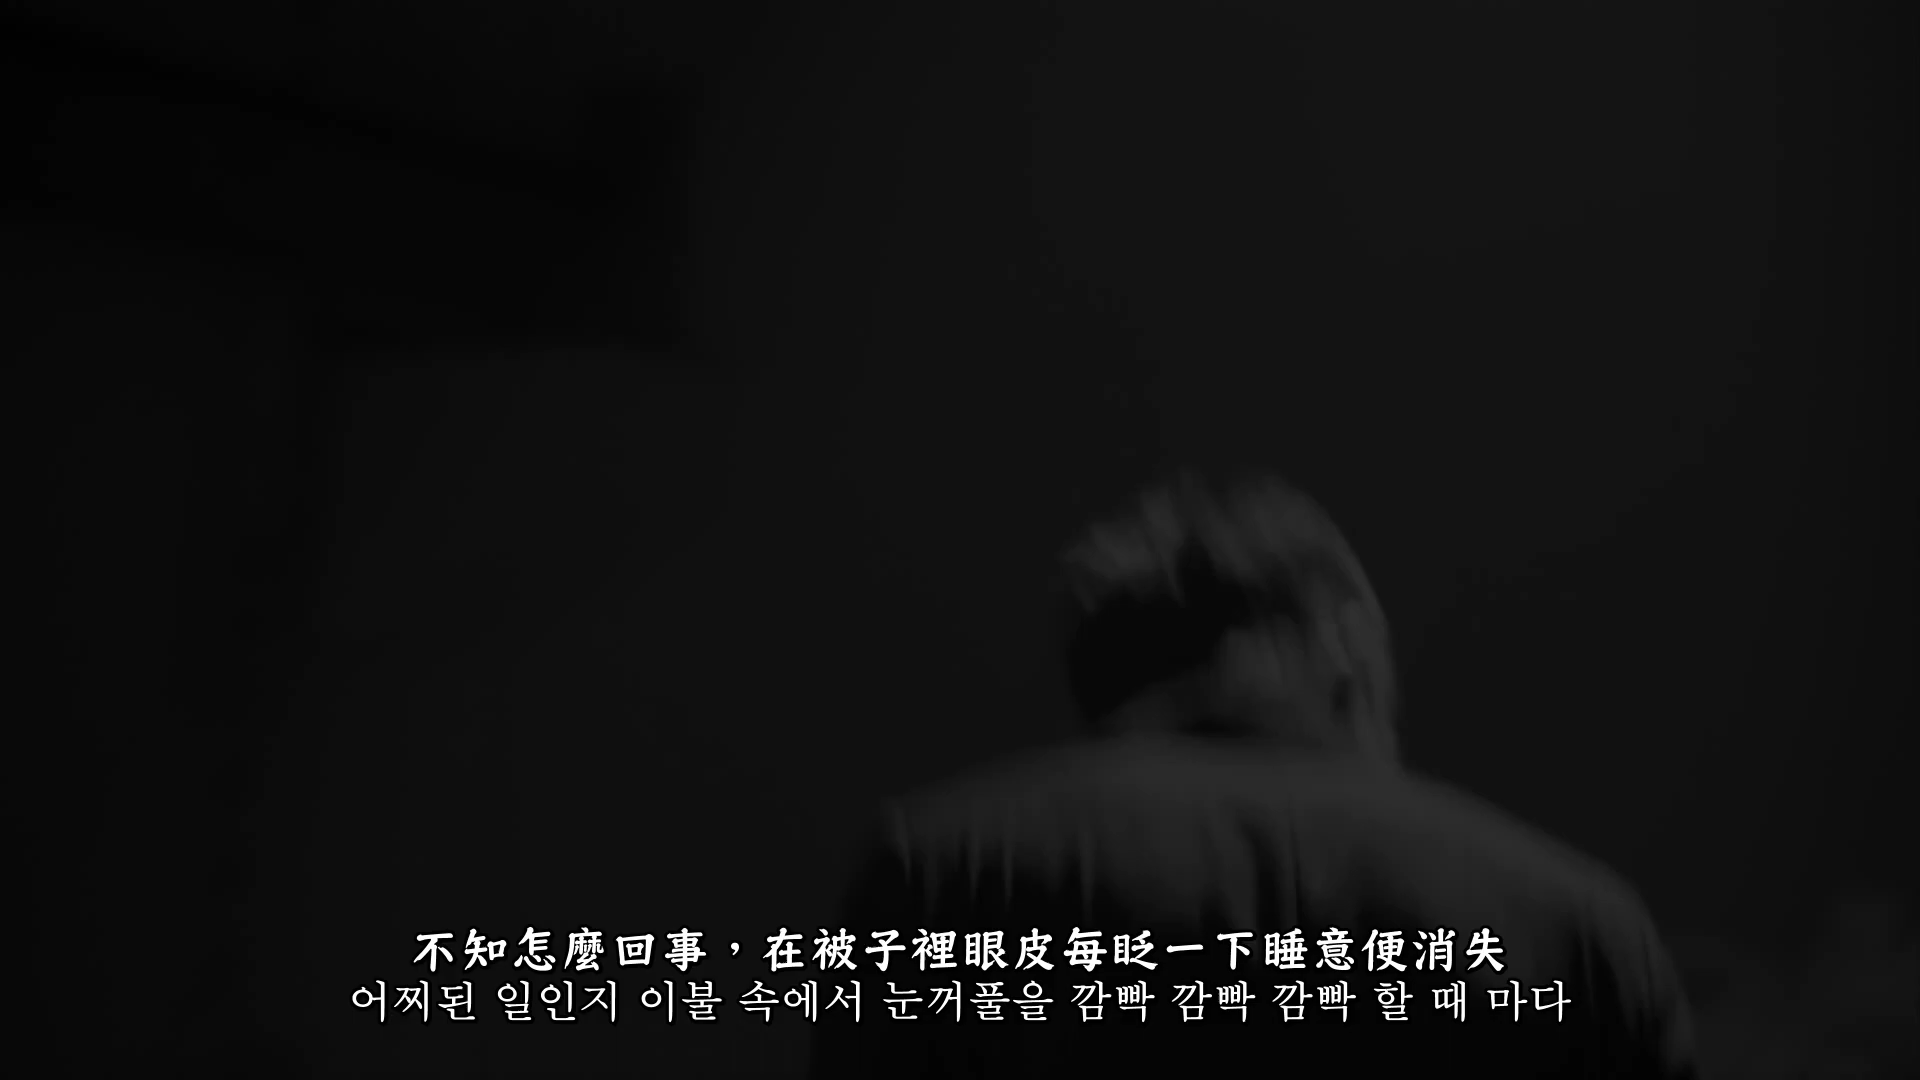 不知怎麼回事，在被子裡眼皮每眨一下睡意便消失
어찌된 일인지 이불 속에서 눈꺼풀을 깜빡 깜빡 깜빡 할 때 마다